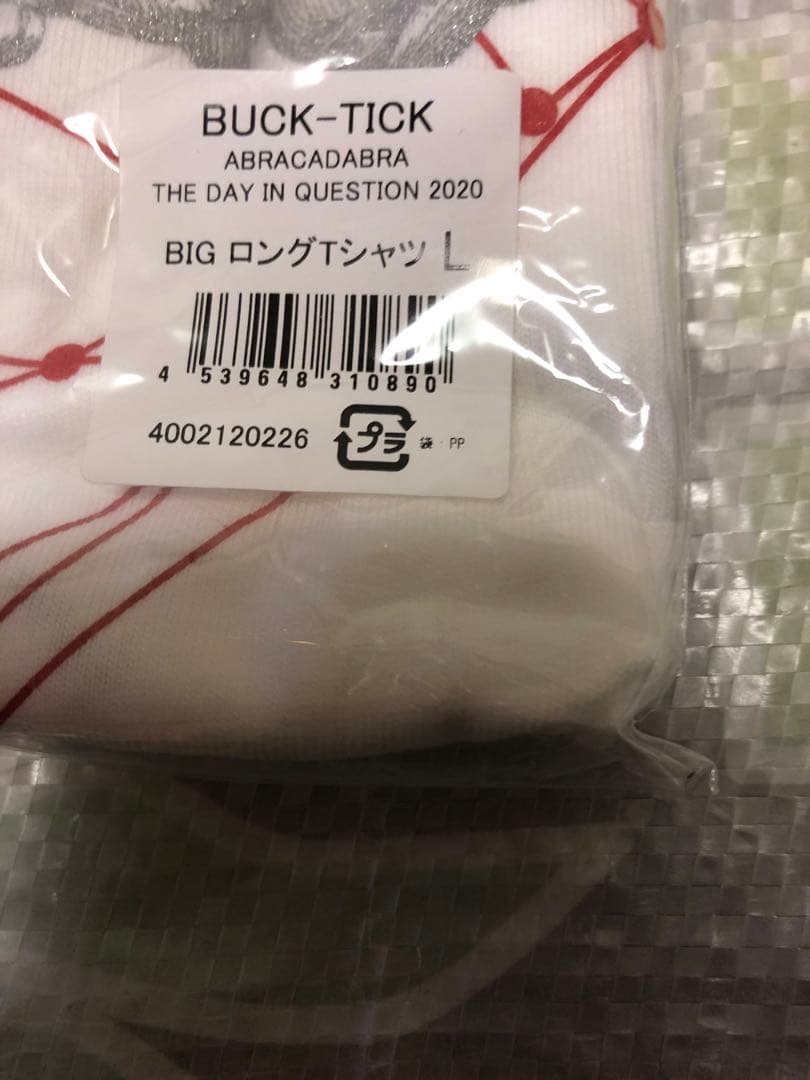 BUCK-TICK
ABRACADABRA
THE DAY IN QUESTION 2020
BIG ロングTシャツ L
4 539648 310890
4002120226
プラ 袋:PP